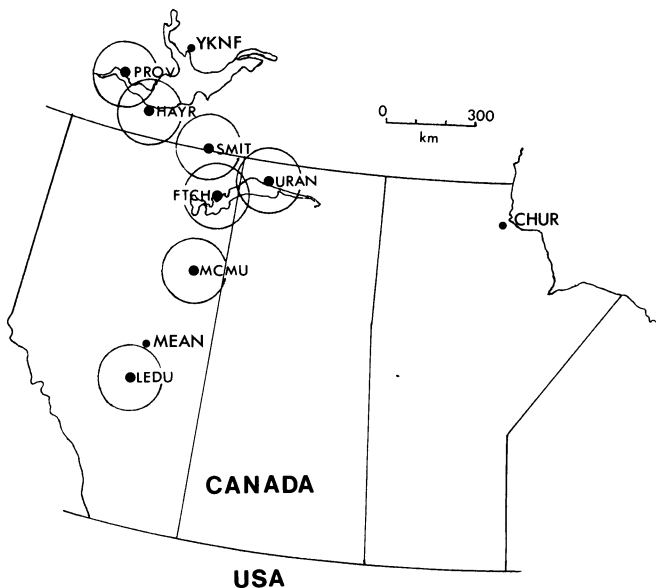 YKNF
PROV
HAYR
0 300
km
SMIT
URAN
FTCH
CHUR
MCMU
MEAN
LEDU
CANADA
USA